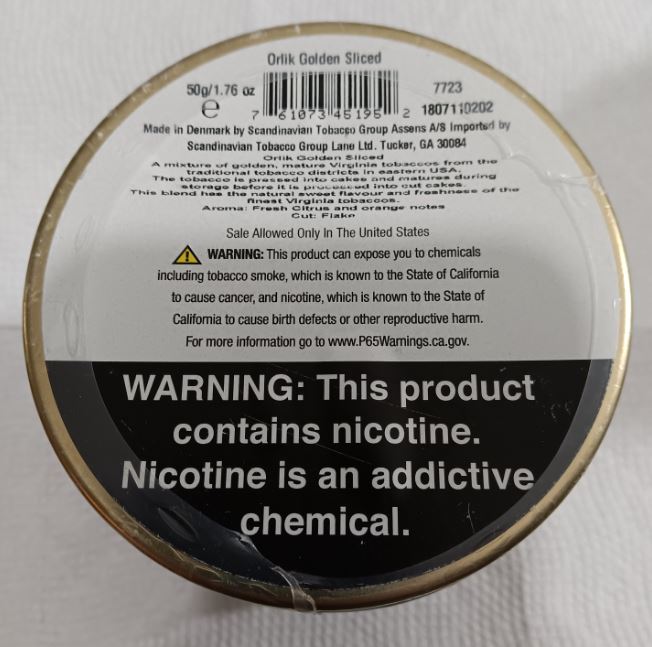 Orlik Golden Sliced
50g/1.76 oz
7723
e
7 61073 45195 2
1807110202
Made in Denmark by Scandinavian Tobacco Group Assens A/S Imported by
Scandinavian Tobacco Group Lane Ltd. Tucker, GA 30084
Orlik Golden Sliced
A mixture of golden, mature Virginia tobaccos from the
traditional tobacco districts in eastern USA.
The tobacco is pressed into cakes and matures during
storage before it is processed into cut cakes.
This blend has the natural sweet flavour and freshness of the
finest Virginia tobaccos.
Aroma: Fresh Citrus and orange notes
Cut: Flake
Sale Allowed Only In The United States
WARNING: This product can expose you to chemicals
including tobacco smoke, which is known to the State of California
to cause cancer, and nicotine, which is known to the State of
California to cause birth defects or other reproductive harm.
For more information go to www.P65Warnings.ca.gov.
WARNING: This product
contains nicotine.
Nicotine is an addictive
chemical.